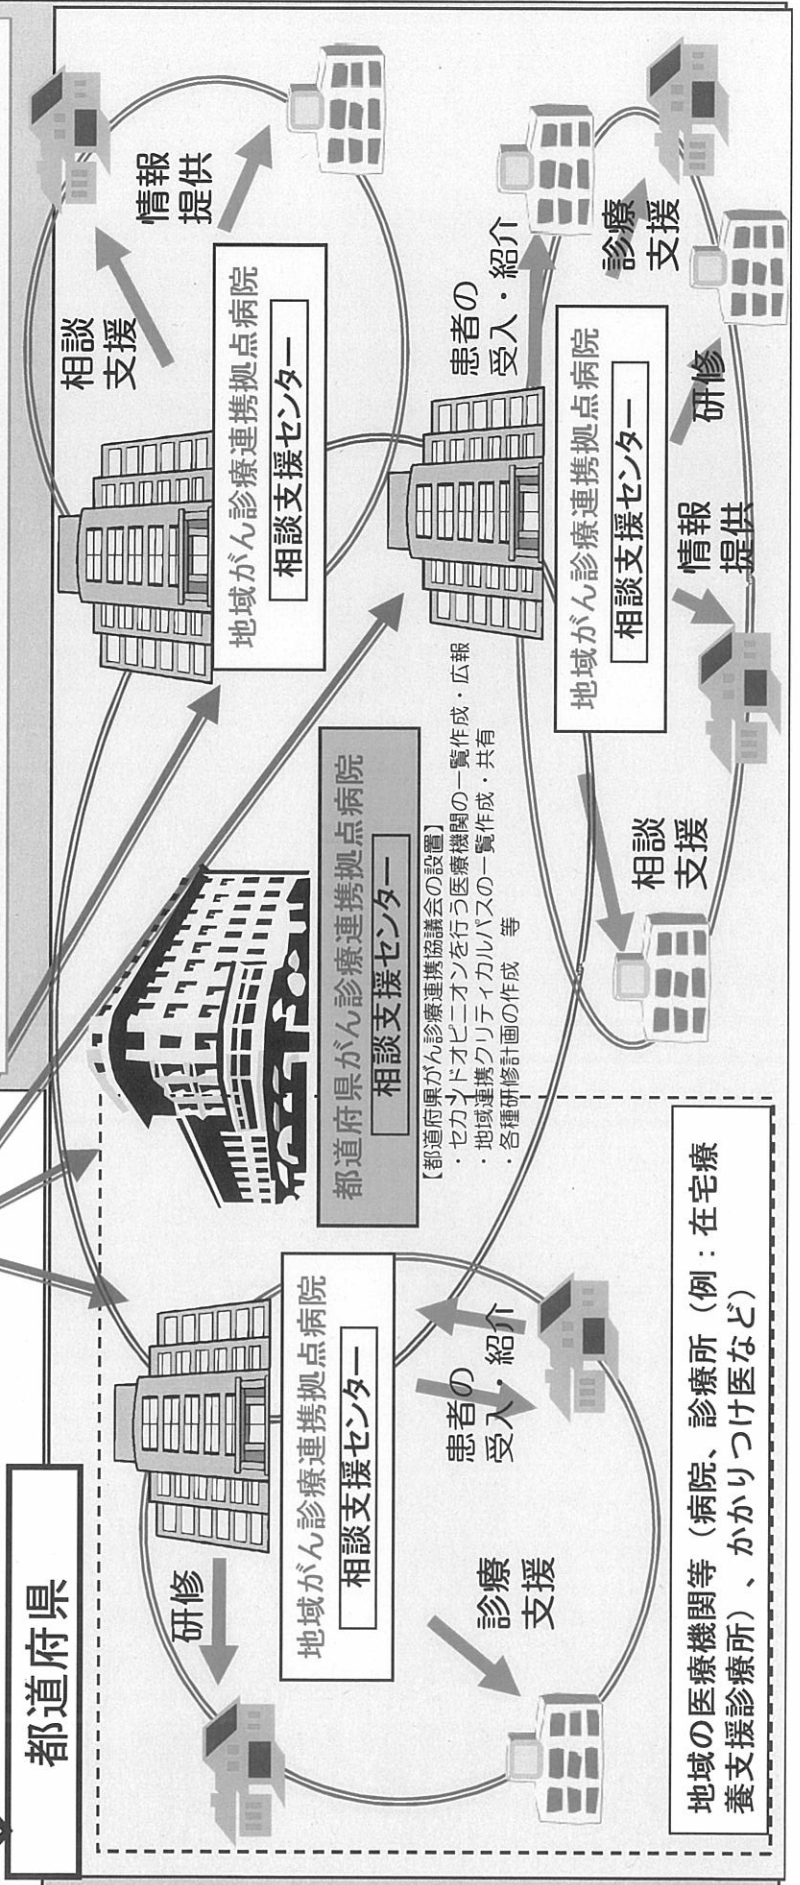 都道府県
研修
地域がん診療連携拠点病院
相談支援センター
診療
支援
患者の
受入・紹介
地域の医療機関等（病院、診療所（例：在宅療
養支援診療所）、かかりつけ医など）
都道府県がん診療連携拠点病院
相談支援センター
【都道府県がん診療連携協議会の設置】
・セカンドオピニオンを行う医療機関の一覧作成・広報
・地域連携クリティカルパスの一覧作成・共有
・各種研修計画の作成　等
地域がん診療連携拠点病院
相談支援センター
相談
支援
情報
提供
地域がん診療連携拠点病院
相談支援センター
患者の
受入・紹介
診療
支援
研修
情報
提供
相談
支援